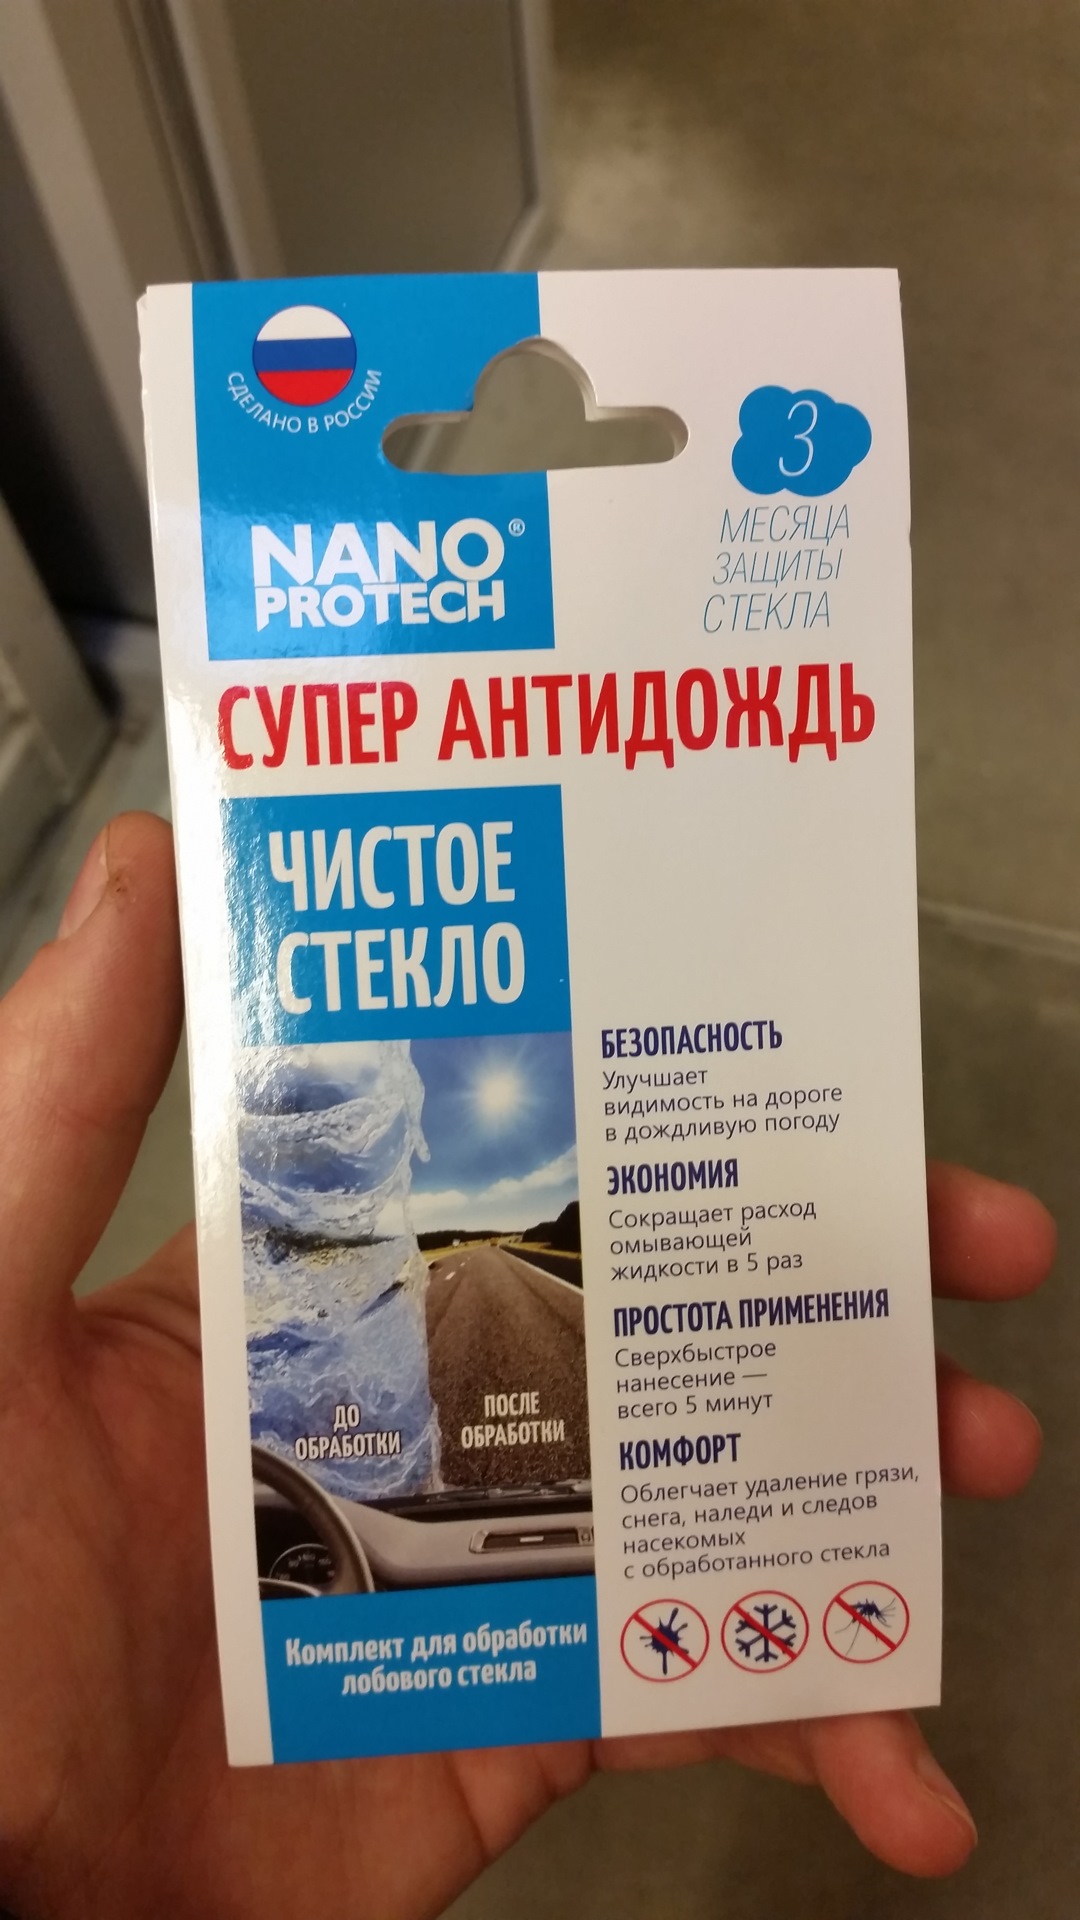 СДЕЛАНО В РОССИИ
3
МЕСЯЦА
ЗАЩИТЫ
СТЕКЛА
NANO®
PROTECH
СУПЕР АНТИДОЖДЬ
ЧИСТОЕ
СТЕКЛО
ДО
ОБРАБОТКИ
ПОСЛЕ
ОБРАБОТКИ
Комплект для обработки
лобового стекла
БЕЗОПАСНОСТЬ
Улучшает
видимость на дороге
в дождливую погоду
ЭКОНОМИЯ
Сокращает расход
омывающей
жидкости в 5 раз
ПРОСТОТА ПРИМЕНЕНИЯ
Сверхбыстрое
нанесение —
всего 5 минут
КОМФОРТ
Облегчает удаление грязи,
снега, наледи и следов
насекомых
с обработанного стекла